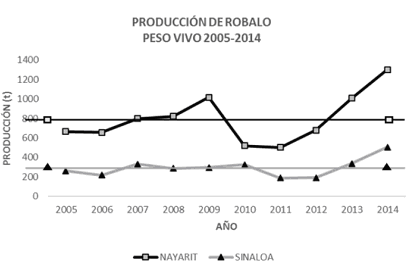 PRODUCCIÓN DE ROBALO
PESO VIVO 2005-2014
PRODUCCIÓN (t)
1400
1200
1000
800
600
400
200
0
2005 2006 2007 2008 2009 2010 2011 2012 2013 2014
AÑO
NAYARIT SINALOA